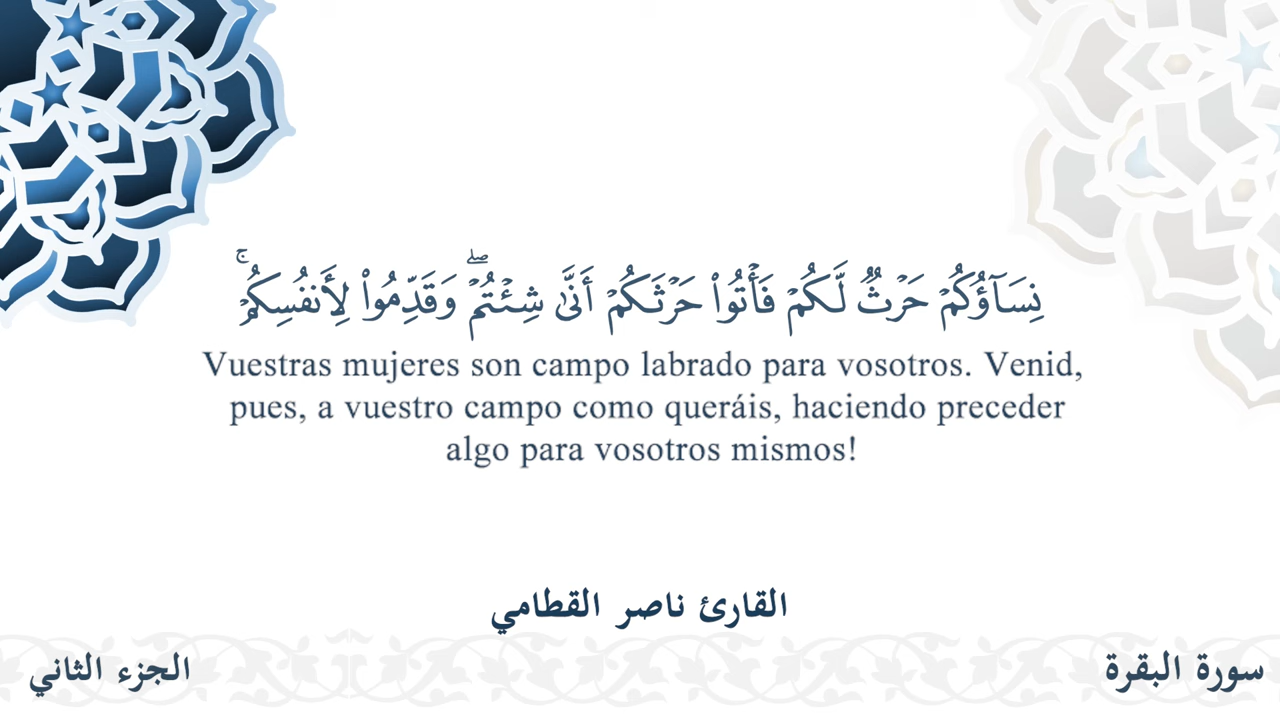 نِسَآؤُكُمۡ حَرۡثٞ لَّكُمۡ فَأۡتُواْ حَرۡثَكُمۡ أَنَّىٰ شِئۡتُمۡۖ وَقَدِّمُواْ لِأَنفُسِكُمۡۚ
Vuestras mujeres son campo labrado para vosotros. Venid,
pues, a vuestro campo como queráis, haciendo preceder
algo para vosotros mismos!
القارئ ناصر القطامي
سورة البقرة
الجزء الثاني